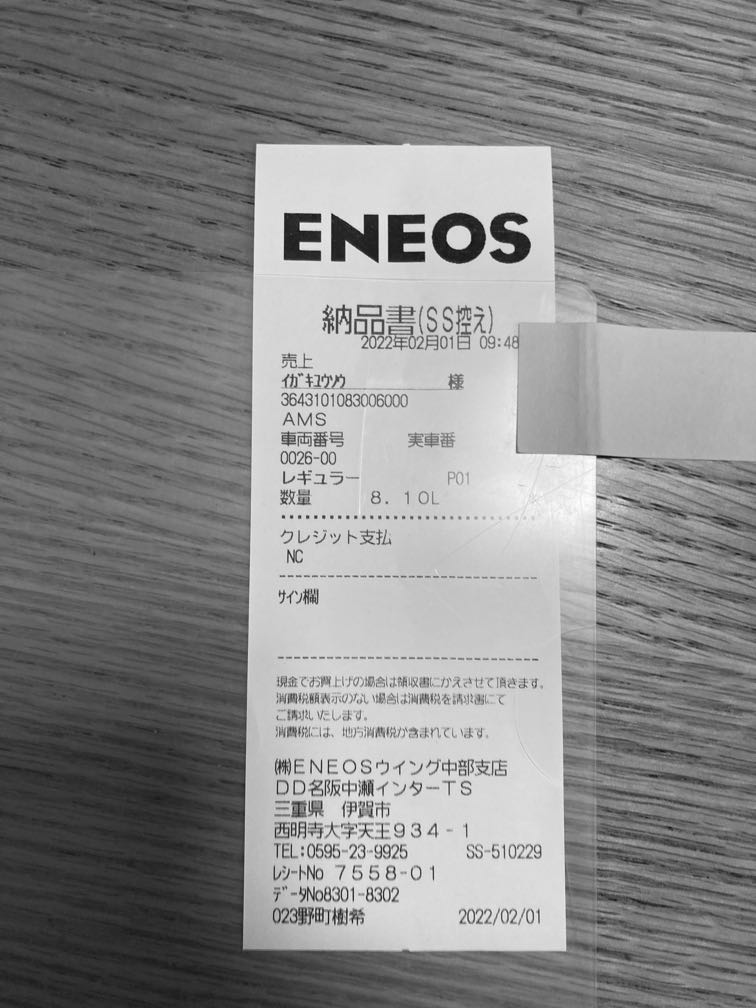 ENEOS
納品書(SS控え)
2022年02月01日 09:48
売上
イガキユウソウ 様
3643101083006000
AMS
車両番号 実車番
0026-00
レギュラー P01
数量 8.10L
クレジット支払
NC
サイン欄
現金でお買上げの場合は領収書にかえさせて頂きます。
消費税額表示のない場合は消費税を請求書にて
ご請求いたします。
消費税には、地方消費税が含まれています。
㈱ENEOSウイング中部支店
DD名阪中瀬インターTS
三重県 伊賀市
西明寺大字天王934-1
TEL:0595-23-9925 SS-510229
レシートNo 7558-01
データNo8301-8302
023野町樹希 2022/02/01